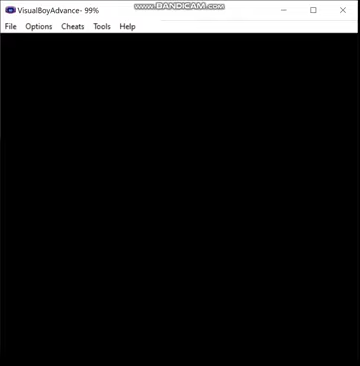 VisualBoyAdvance- 99%
www.BANDICAM.com
File Options Cheats Tools Help